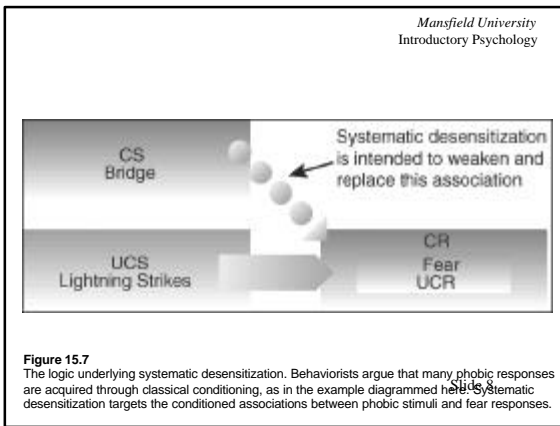 Mansfield University
Introductory Psychology
CS
Bridge
Systematic desensitization
is intended to weaken and
replace this association
UCS
Lightning Strikes
CR
Fear
UCR
Figure 15.7
The logic underlying systematic desensitization. Behaviorists argue that many phobic responses
are acquired through classical conditioning, as in the example diagrammed here. Systematic
desensitization targets the conditioned associations between phobic stimuli and fear responses.
Slide 8